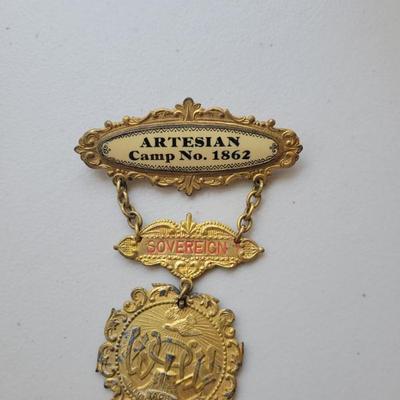 ARTESIAN
Camp No. 1862
SOVEREIGN
W.O.W.